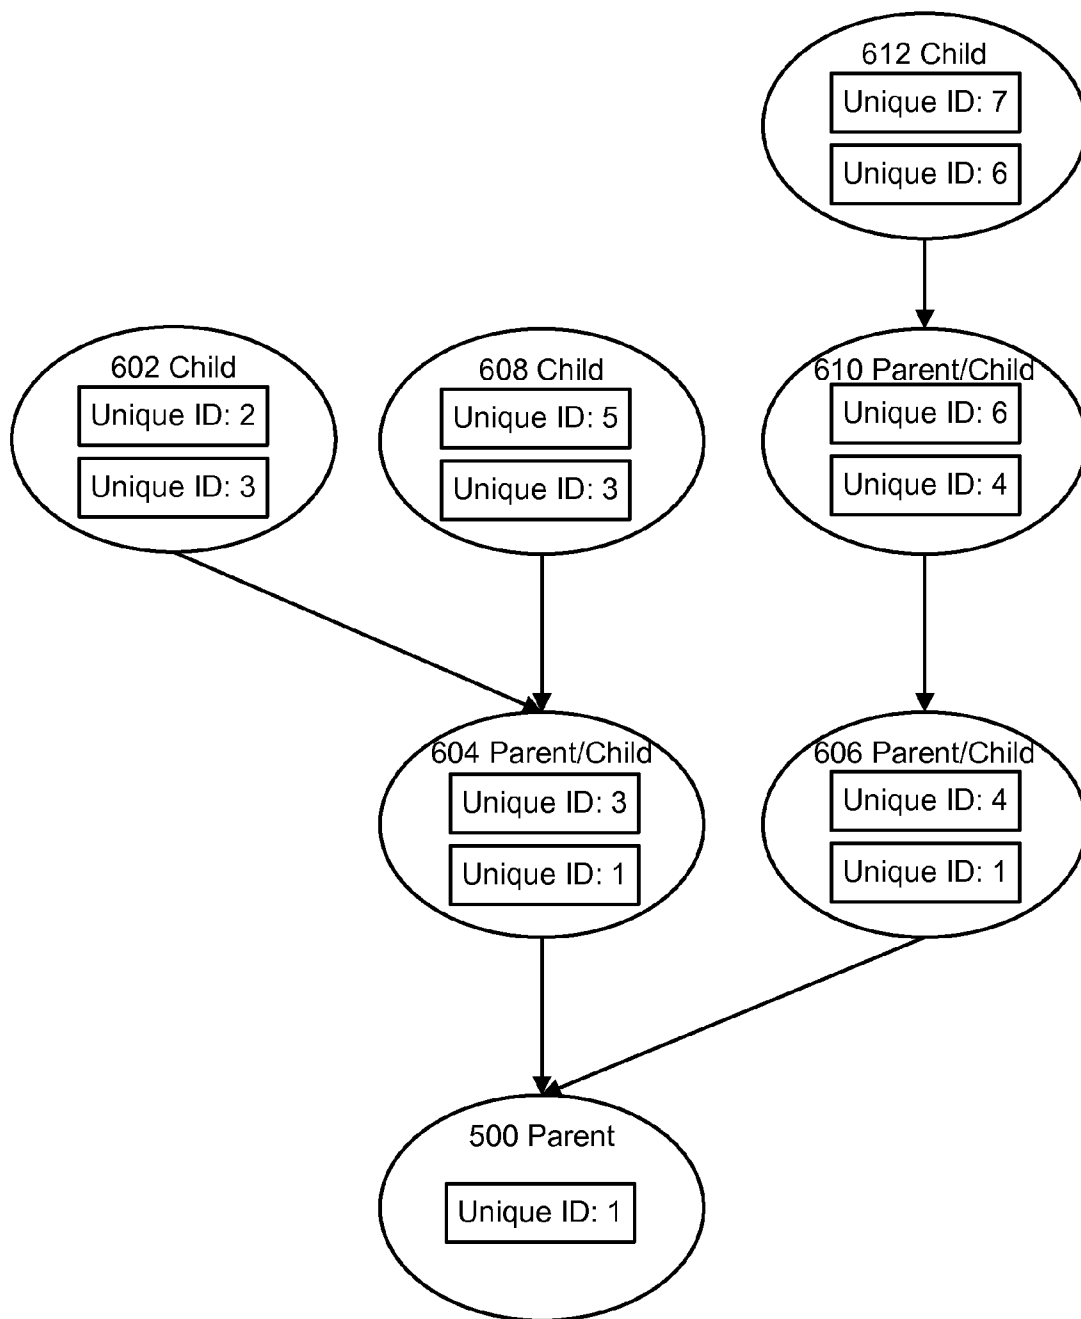 612 Child
Unique ID: 7
Unique ID: 6
602 Child
Unique ID: 2
Unique ID: 3
608 Child
Unique ID: 5
Unique ID: 3
610 Parent/Child
Unique ID: 6
Unique ID: 4
604 Parent/Child
Unique ID: 3
Unique ID: 1
606 Parent/Child
Unique ID: 4
Unique ID: 1
500 Parent
Unique ID: 1